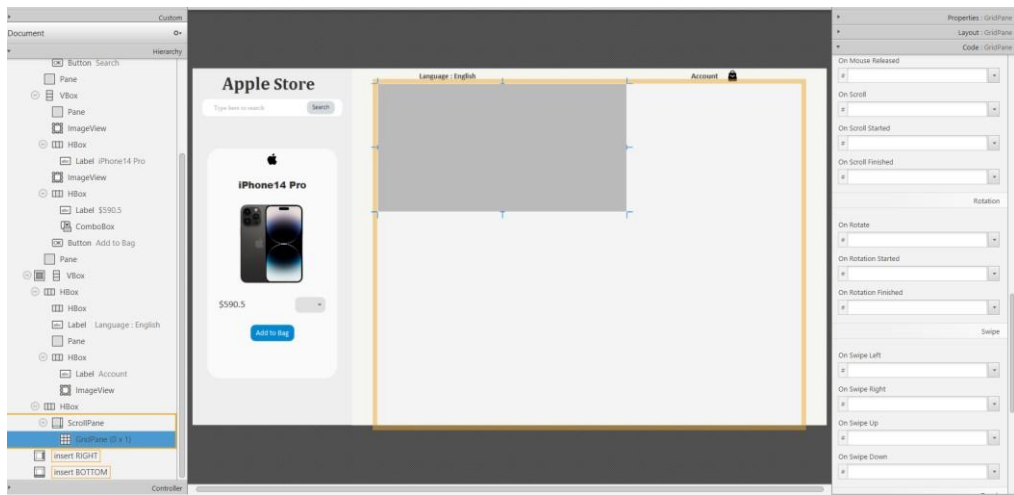 Custom
Document
Hierarchy
Button Search
Pane
VBox
Pane
ImageView
HBox
Label iPhone14 Pro
ImageView
HBox
Label $590.5
ComboBox
Button Add to Bag
Pane
VBox
HBox
HBox
Label Language : English
Pane
HBox
Label Account
ImageView
HBox
ScrollPane
GridPane (0 x 1)
insert RIGHT
insert BOTTOM
Controller
Apple Store
Type here to search
Search
iPhone14 Pro
$590.5
Add to Bag
Language : English
Account
Properties : GridPane
Layout : GridPane
Code : GridPane
On Mouse Released
#
On Scroll
#
On Scroll Started
#
On Scroll Finished
#
Rotation
On Rotate
#
On Rotation Started
#
On Rotation Finished
#
Swipe
On Swipe Left
#
On Swipe Right
#
On Swipe Up
#
On Swipe Down
#